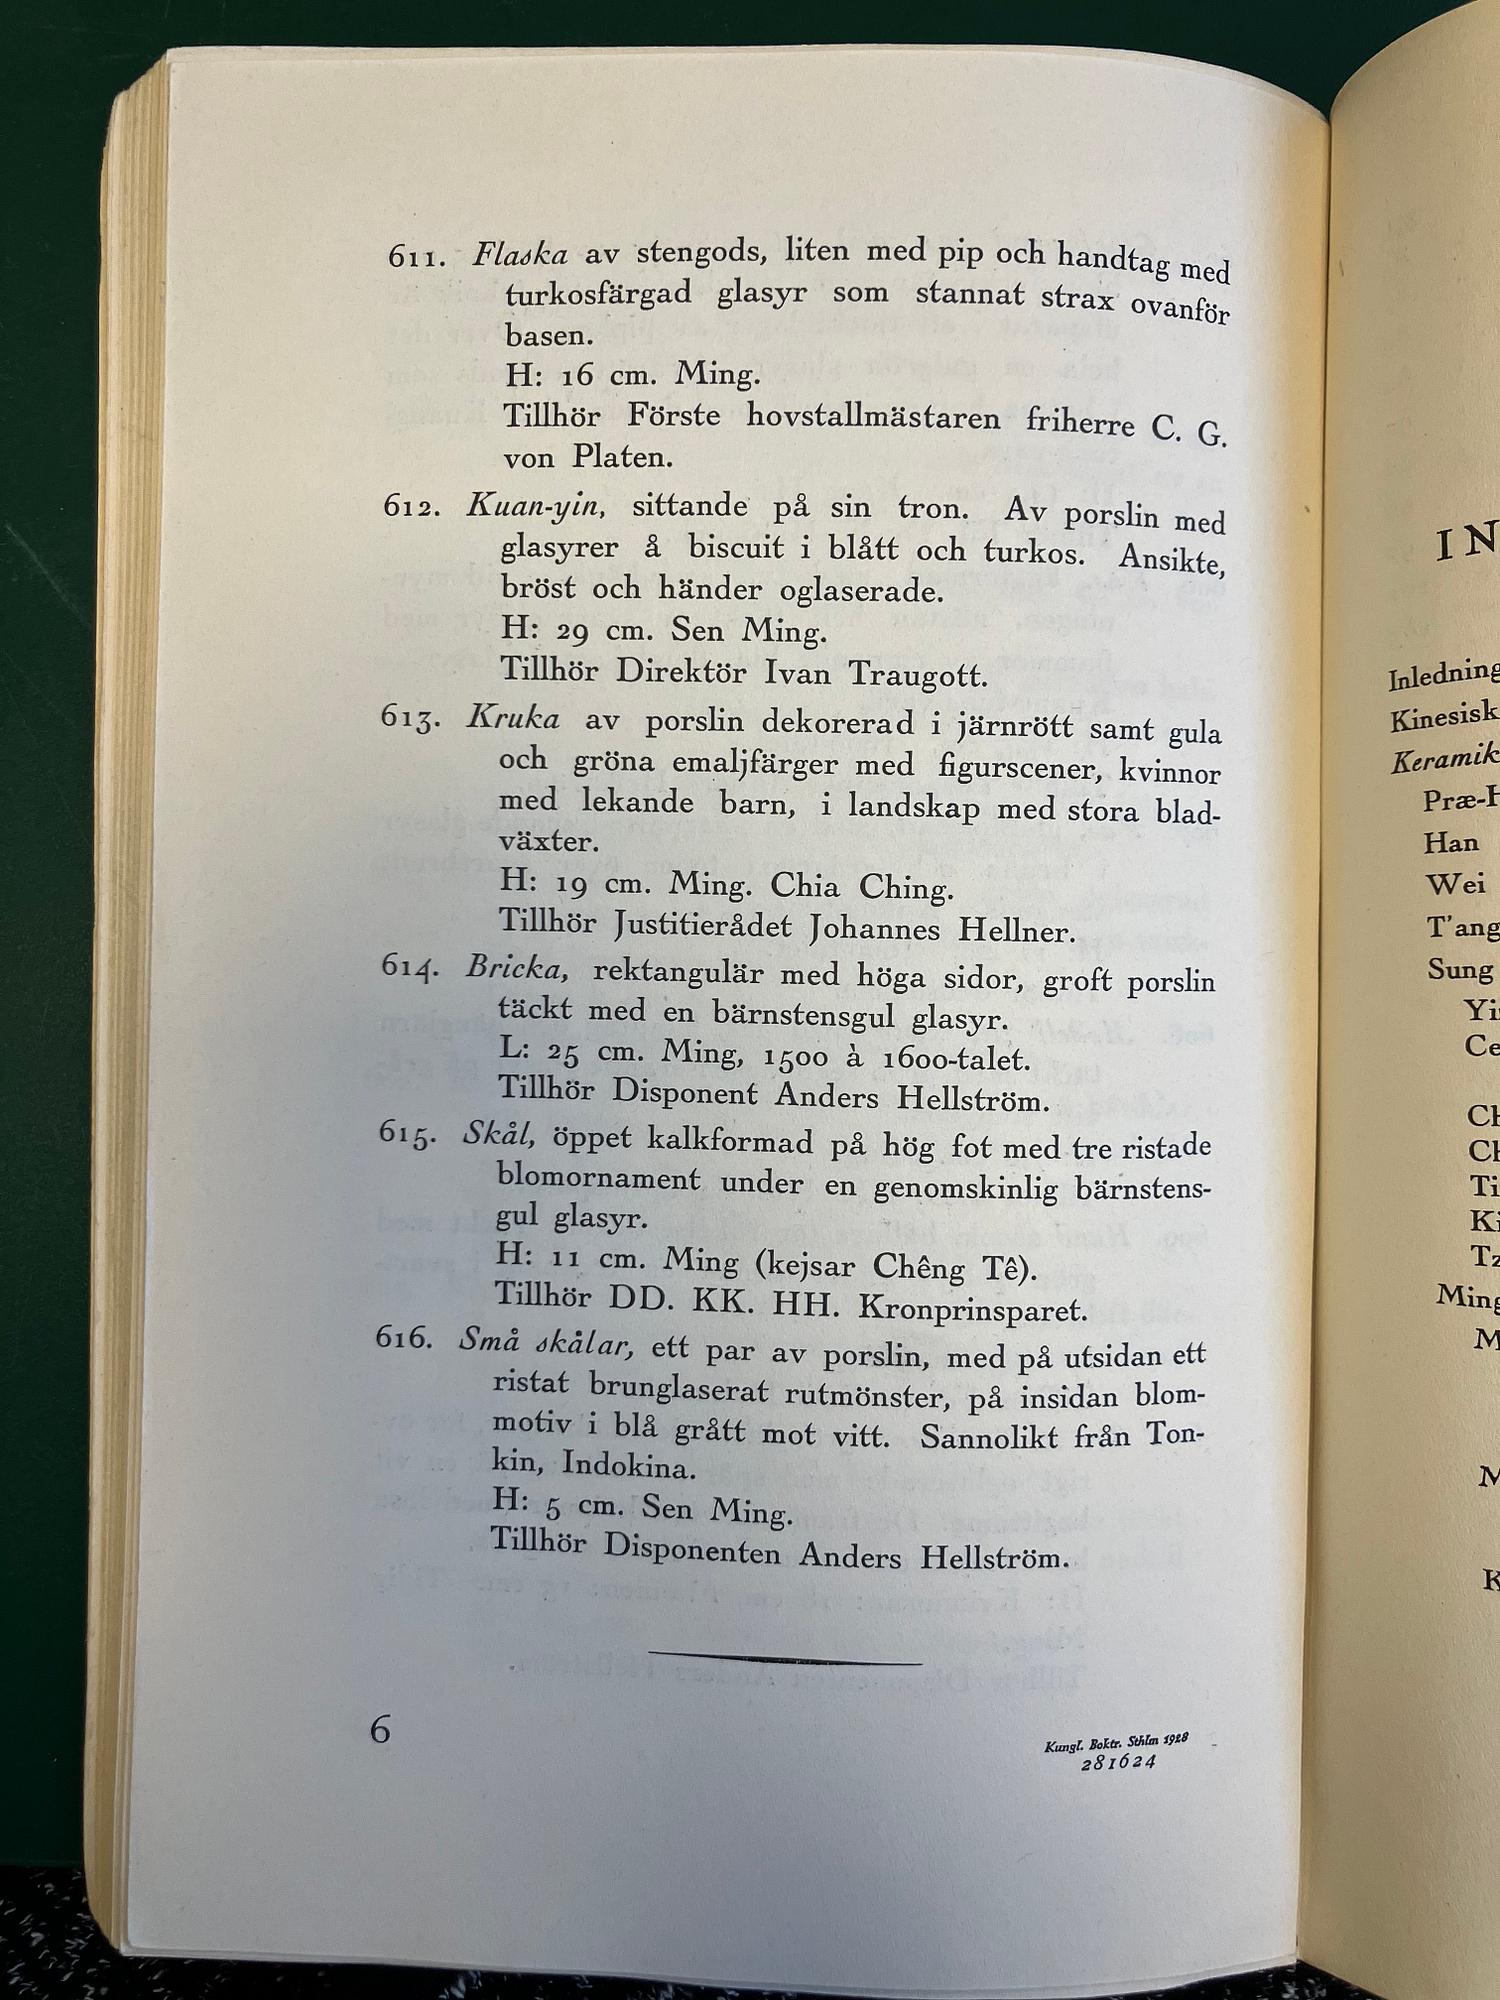 611. Flaska av stengods, liten med pip och handtag med
turkosfärgad glasyr som stannat strax ovanför
basen.
H: 16 cm. Ming.
Tillhör Förste hovstallmästaren friherre C. G.
von Platen.
612. Kuan-yin, sittande på sin tron. Av porslin med
glasyrer å biscuit i blått och turkos. Ansikte,
bröst och händer oglaserade.
H: 29 cm. Sen Ming.
Tillhör Direktör Ivan Traugott.
613. Kruka av porslin dekorerad i järnrött samt gula
och gröna emaljfärger med figurscener, kvinnor
med lekande barn, i landskap med stora blad-
växter.
H: 19 cm. Ming. Chia Ching.
Tillhör Justitierådet Johannes Hellner.
614. Bricka, rektangulär med höga sidor, groft porslin
täckt med en bärnstensgul glasyr.
L: 25 cm. Ming, 1500 à 1600-talet.
Tillhör Disponent Anders Hellström.
615. Skål, öppet kalkformad på hög fot med tre ristade
blomornament under en genomskinlig bärnstens-
gul glasyr.
H: 11 cm. Ming (kejsar Chêng Tê).
Tillhör DD. KK. HH. Kronprinsparet.
616. Små skålar, ett par av porslin, med på utsidan ett
ristat brunglaserat rutmönster, på insidan blom-
motiv i blå grått mot vitt. Sannolikt från Ton-
kin, Indokina.
H: 5 cm. Sen Ming.
Tillhör Disponenten Anders Hellström.
6
Kungl. Boktr. Sthlm 1928
281624
IN
Inledning
Kinesisk
Keramik
Præ-H
Han
Wei
T'ang
Sung
Yi
Ce
Ch
Ch
Ti
Ki
Tz
Ming
M
M
K